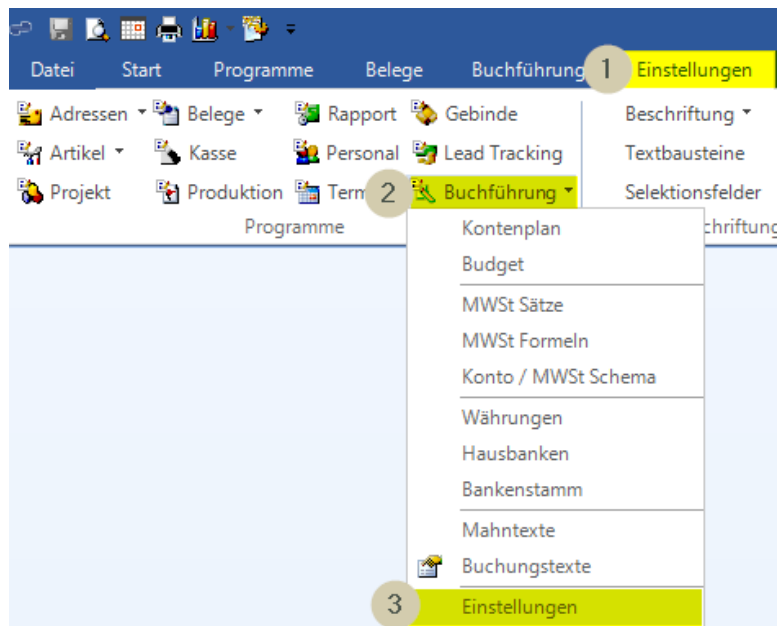 Datei Start Programme Belege Buchführung 1 Einstellungen
Adressen Belege Rapport Gebinde Beschriftung
Artikel Kasse Personal Lead Tracking Textbausteine
Projekt Produktion Term 2 Buchführung Selektionsfelder
Programme chriftung
Kontenplan
Budget
MWSt Sätze
MWSt Formeln
Konto / MWSt Schema
Währungen
Hausbanken
Bankenstamm
Mahntexte
Buchungstexte
3 Einstellungen